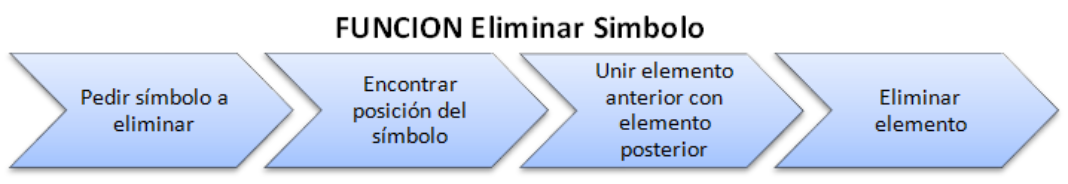 FUNCION Eliminar Simbolo
Pedir símbolo a
eliminar
Encontrar
posición del
símbolo
Unir elemento
anterior con
elemento
posterior
Eliminar
elemento